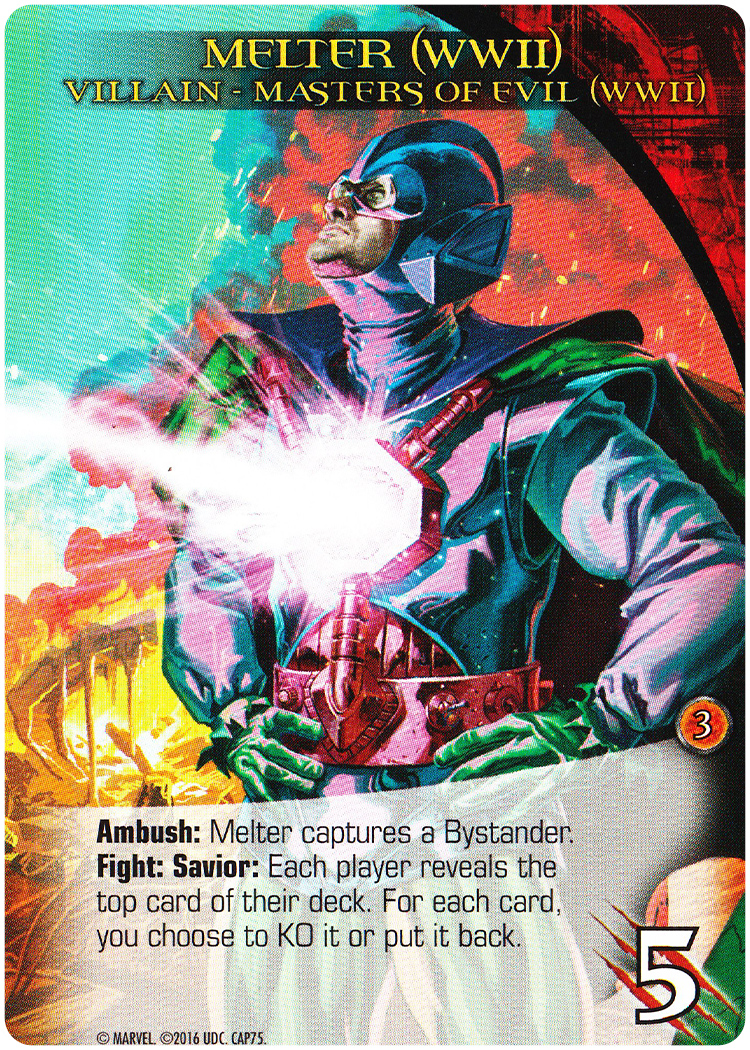 MELTER (WWII)
VILLAIN - MASTERS OF EVIL (WWII)
3
Ambush: Melter captures a Bystander.
Fight: Savior: Each player reveals the
top card of their deck. For each card,
you choose to KO it or put it back.
5
© MARVEL. ©2016 UDC. CAP75.